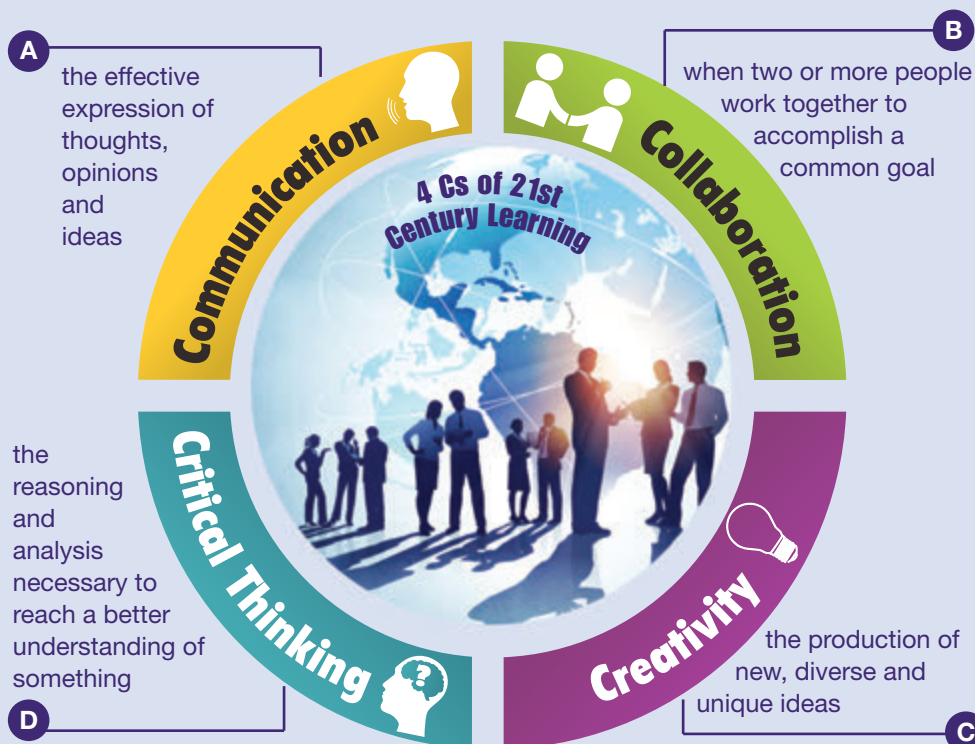 A
the effective
expression of
thoughts,
opinions
and
ideas
Communication
B
when two or more people
work together to
accomplish a
common goal
Collaboration
4 Cs of 21st
Century Learning
the
reasoning
and
analysis
necessary to
reach a better
understanding of
something
D
Critical Thinking
?
Creativity
the production of
new, diverse and
unique ideas
C